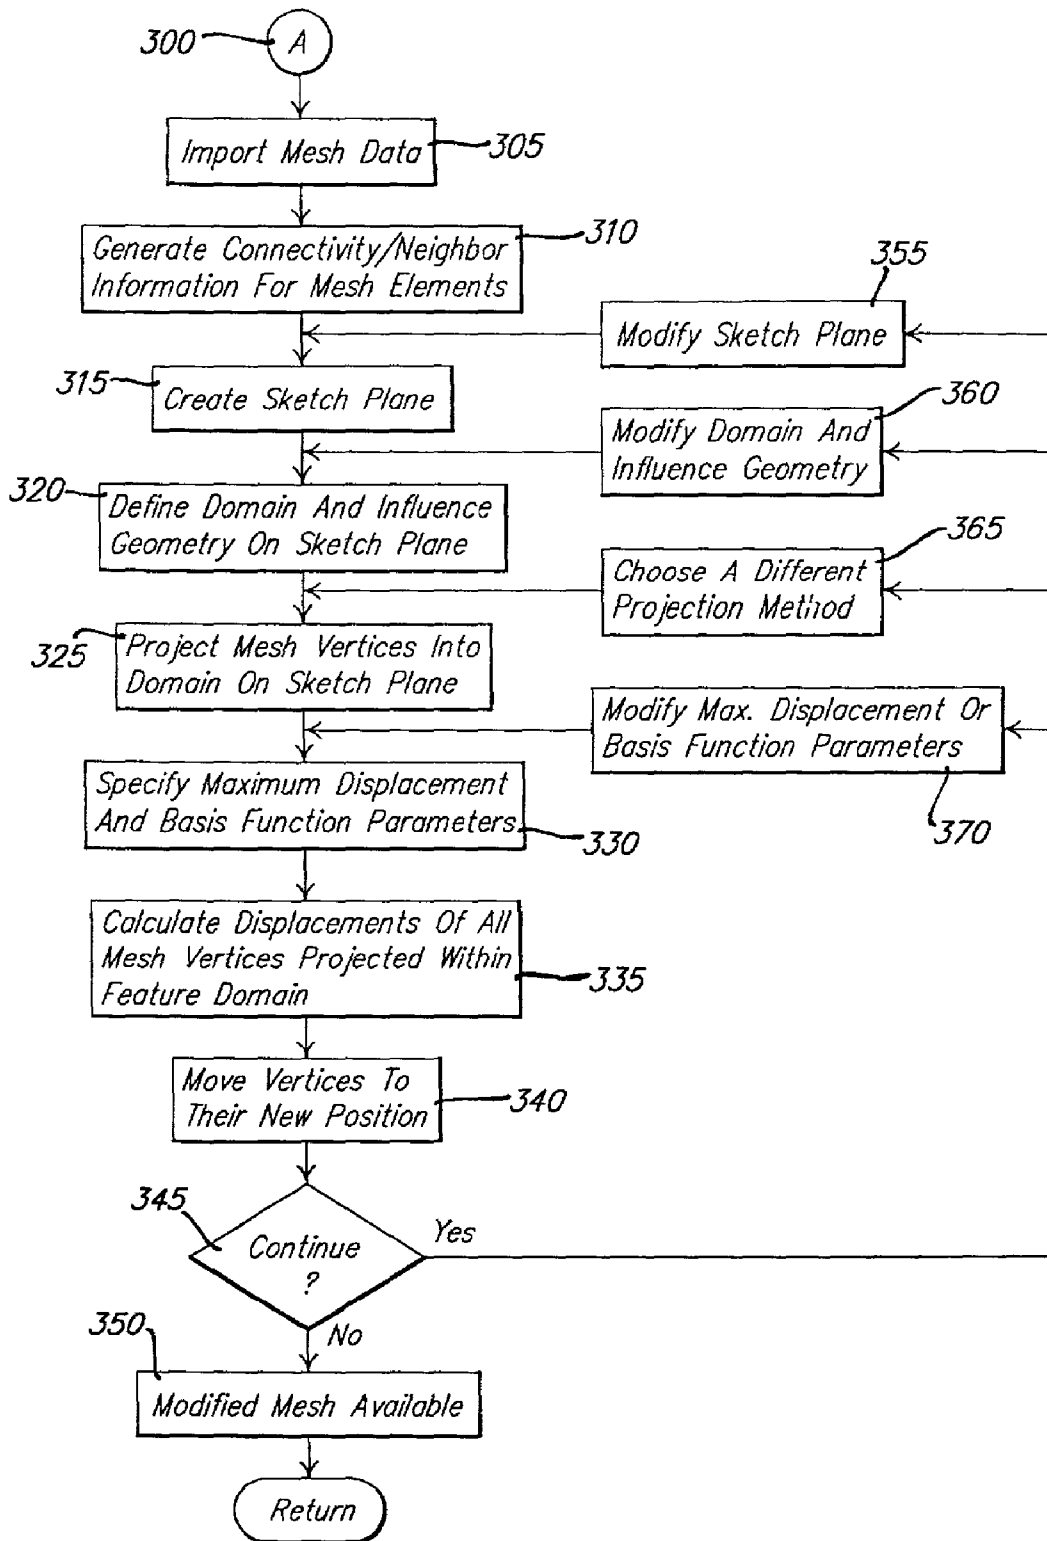 300
A
Import Mesh Data
305
Generate Connectivity/Neighbor
Information For Mesh Elements
310
355
Modify Sketch Plane
315
Create Sketch Plane
360
Modify Domain And
Influence Geometry
320
Define Domain And Influence
Geometry On Sketch Plane
365
Choose A Different
Projection Method
325
Project Mesh Vertices Into
Domain On Sketch Plane
Modify Max. Displacement Or
Basis Function Parameters
370
Specify Maximum Displacement
And Basis Function Parameters
330
Calculate Displacements Of All
Mesh Vertices Projected Within
Feature Domain
335
Move Vertices To
Their New Position
340
345
Continue
?
Yes
No
350
Modified Mesh Available
Return